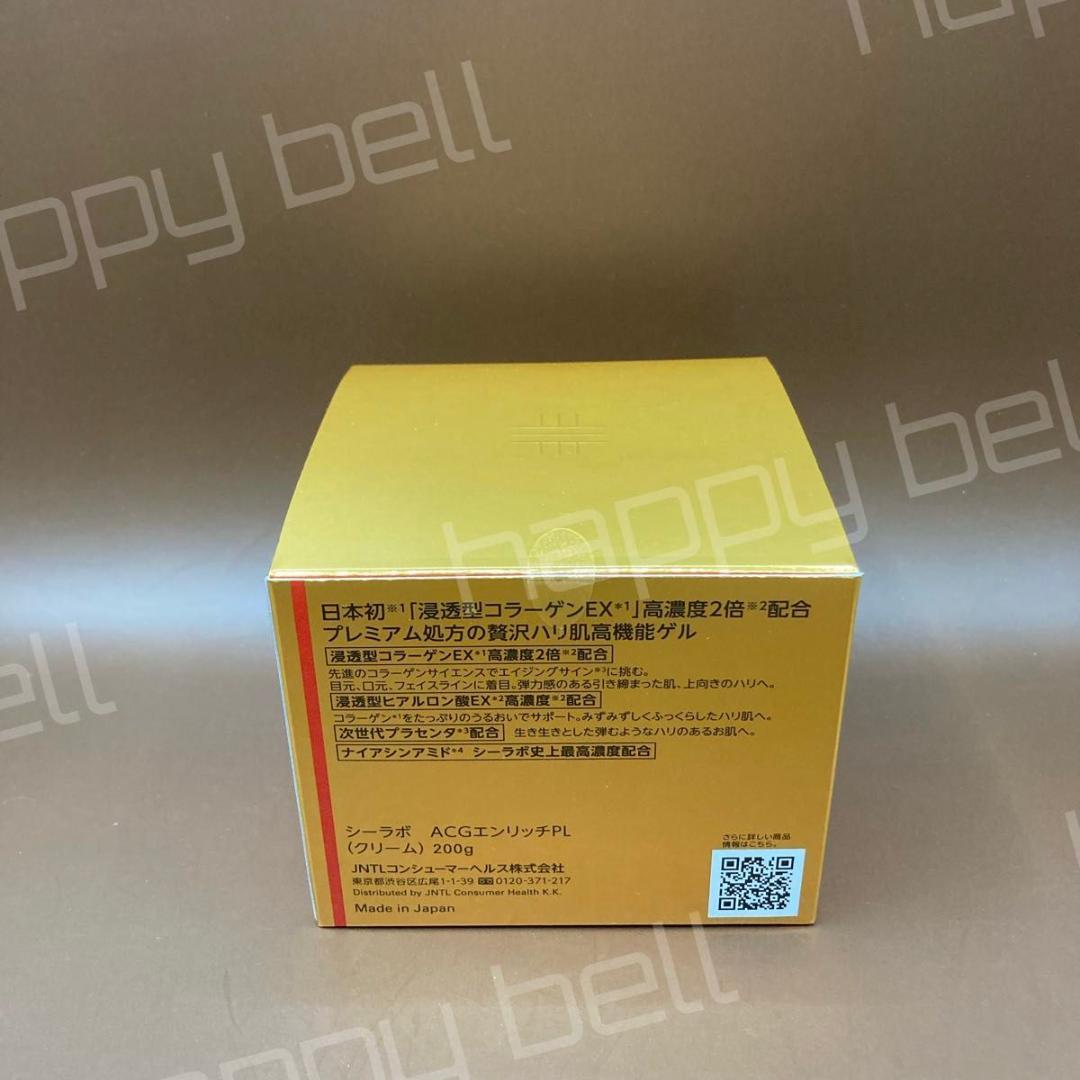 happy bell
日本初※1「浸透型コラーゲンEX*1」高濃度2倍※2配合
プレミアム処方の贅沢ハリ肌高機能ゲル
浸透型コラーゲンEX*1高濃度2倍※2配合
先進のコラーゲンサイエンスでエイジングサイン※3に挑む。
目元、口元、フェイスラインに着目。弾力感のある引き締まった肌、上向きのハリへ。
浸透型ヒアルロン酸EX*2高濃度※2配合
コラーゲン*1をたっぷりのうるおいでサポート。みずみずしくふっくらしたハリ肌へ。
次世代プラセンタ*3配合 生き生きとした弾むようなハリのあるお肌へ。
ナイアシンアミド*4 シーラボ史上最高濃度配合
シーラボ ACGエンリッチPL
(クリーム) 200g
JNTLコンシューマーヘルス株式会社
東京都渋谷区広尾1-1-39 0120-371-217
Distributed by JNTL Consumer Health K.K.
Made in Japan
さらに詳しい商品
情報はこちら。